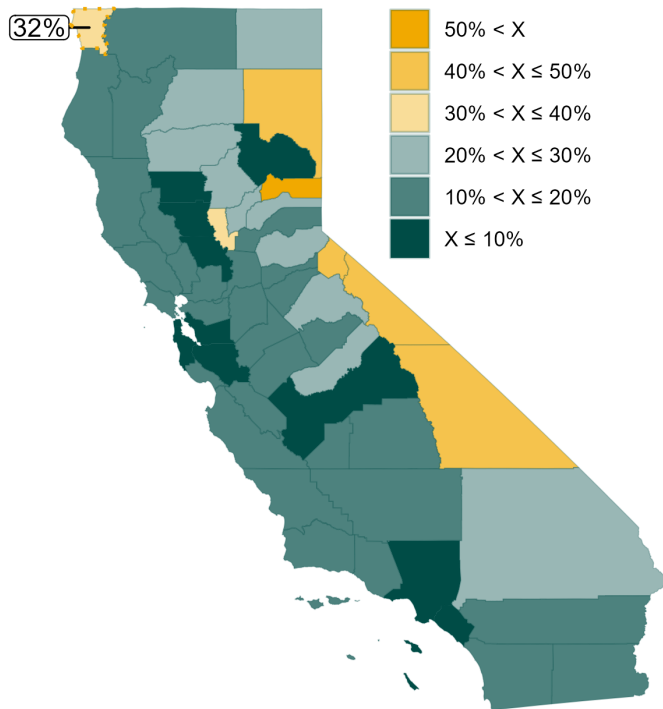 32%
50% < X
40% < X ≤ 50%
30% < X ≤ 40%
20% < X ≤ 30%
10% < X ≤ 20%
X ≤ 10%